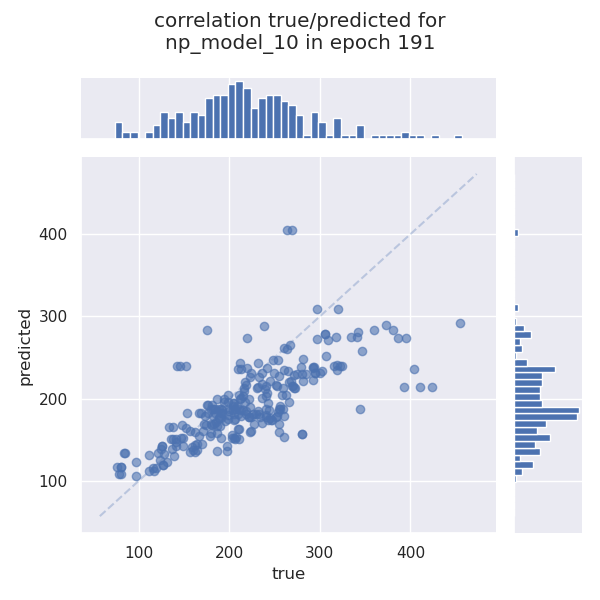 correlation true/predicted for
np_model_10 in epoch 191
400
300
200
100
predicted
100 200 300 400
true